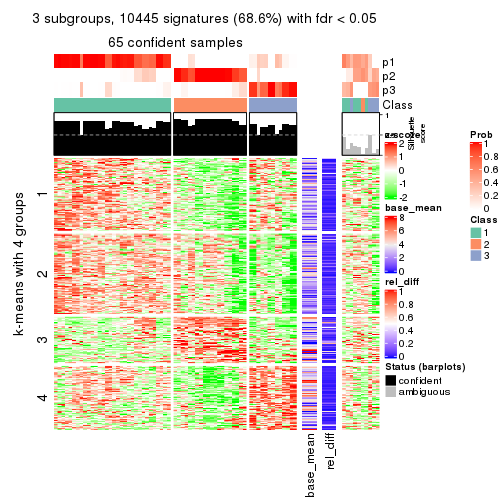 3 subgroups, 10445 signatures (68.6%) with fdr < 0.05
65 confident samples
p1
p2
p3
Class
1
Silhouette
score
k-means with 4 groups
1
2
3
4
base_mean
rel_diff
z-score
2
1
0
-1
-2
base_mean
8
6
4
2
0
rel_diff
1
0.8
0.6
0.4
0.2
0
Status (barplots)
confident
ambiguous
Prob
1
0.8
0.6
0.4
0.2
0
Class
1
2
3